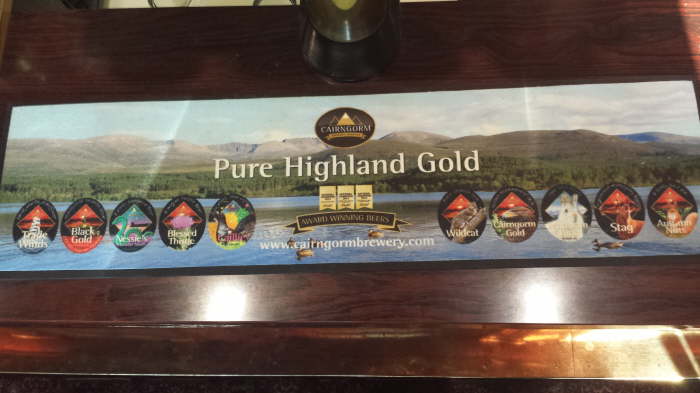 CAIRNGORM
Pure Highland Gold
Trade Winds
Black Gold
Nessie's
Blessed Thistle
AWARD WINNING BEERS
www.cairngormbrewery.com
Wildcat
Cairngorm Gold
Stag
Autumn Nuts